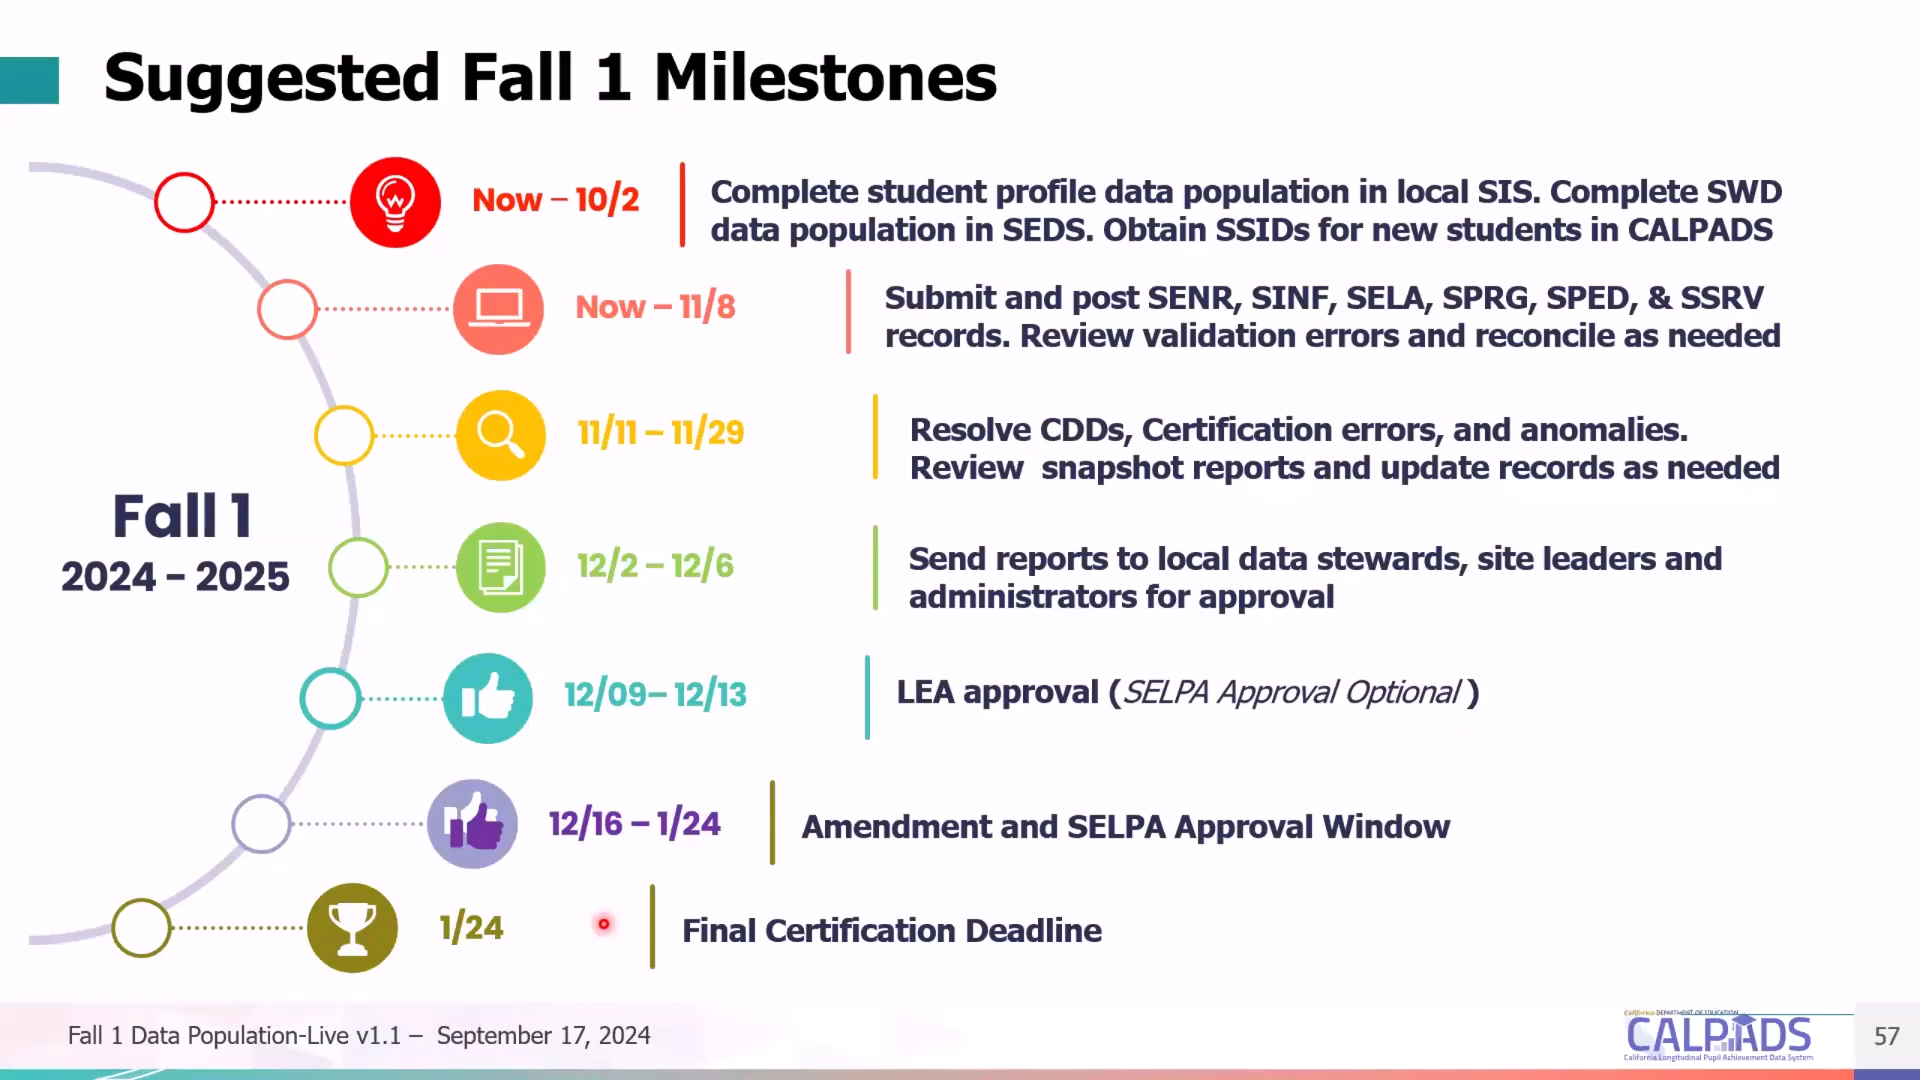 Suggested Fall 1 Milestones
Now – 10/2
Complete student profile data population in local SIS. Complete SWD
data population in SEDS. Obtain SSIDs for new students in CALPADS
Now – 11/8
Submit and post SENR, SINF, SELA, SPRG, SPED, & SSRV
records. Review validation errors and reconcile as needed
11/11 – 11/29
Resolve CDDs, Certification errors, and anomalies.
Review  snapshot reports and update records as needed
Fall 1
2024 - 2025
12/2 – 12/6
Send reports to local data stewards, site leaders and
administrators for approval
12/09– 12/13
LEA approval (SELPA Approval Optional )
12/16 – 1/24
Amendment and SELPA Approval Window
1/24
Final Certification Deadline
Fall 1 Data Population-Live v1.1 –  September 17, 2024
California DEPARTMENT OF EDUCATION
CALPADS
California Longitudinal Pupil Achievement Data System
57